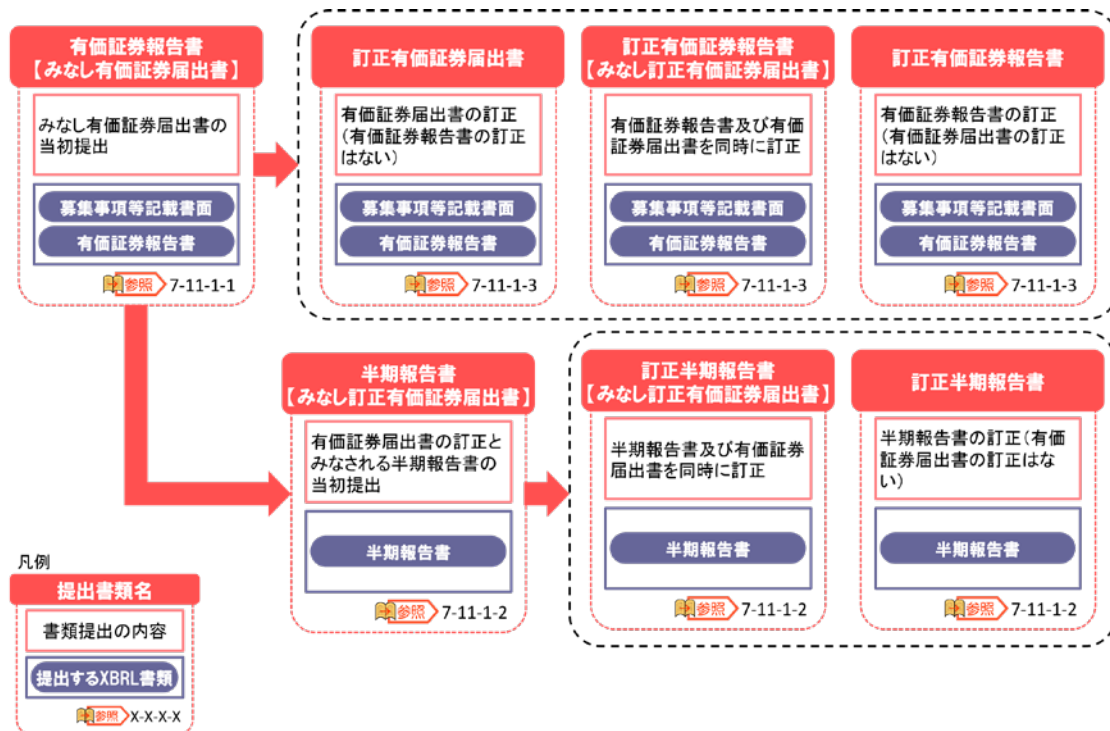 有価証券報告書
【みなし有価証券届出書】
みなし有価証券届出書の
当初提出
募集事項等記載書面
有価証券報告書
参照 7-11-1-1
訂正有価証券届出書
有価証券届出書の訂正
(有価証券報告書の訂正
はない)
募集事項等記載書面
有価証券報告書
参照 7-11-1-3
訂正有価証券報告書
【みなし訂正有価証券届出書】
有価証券報告書及び有価
証券届出書を同時に訂正
募集事項等記載書面
有価証券報告書
参照 7-11-1-3
訂正有価証券報告書
有価証券報告書の訂正
(有価証券届出書の訂正
はない)
募集事項等記載書面
有価証券報告書
参照 7-11-1-3
半期報告書
【みなし訂正有価証券届出書】
有価証券届出書の訂正と
みなされる半期報告書の
当初提出
半期報告書
参照 7-11-1-2
訂正半期報告書
【みなし訂正有価証券届出書】
半期報告書及び有価証券
届出書を同時に訂正
半期報告書
参照 7-11-1-2
訂正半期報告書
半期報告書の訂正(有価
証券届出書の訂正はな
い)
半期報告書
参照 7-11-1-2
凡例
提出書類名
書類提出の内容
提出するXBRL書類
参照 X-X-X-X